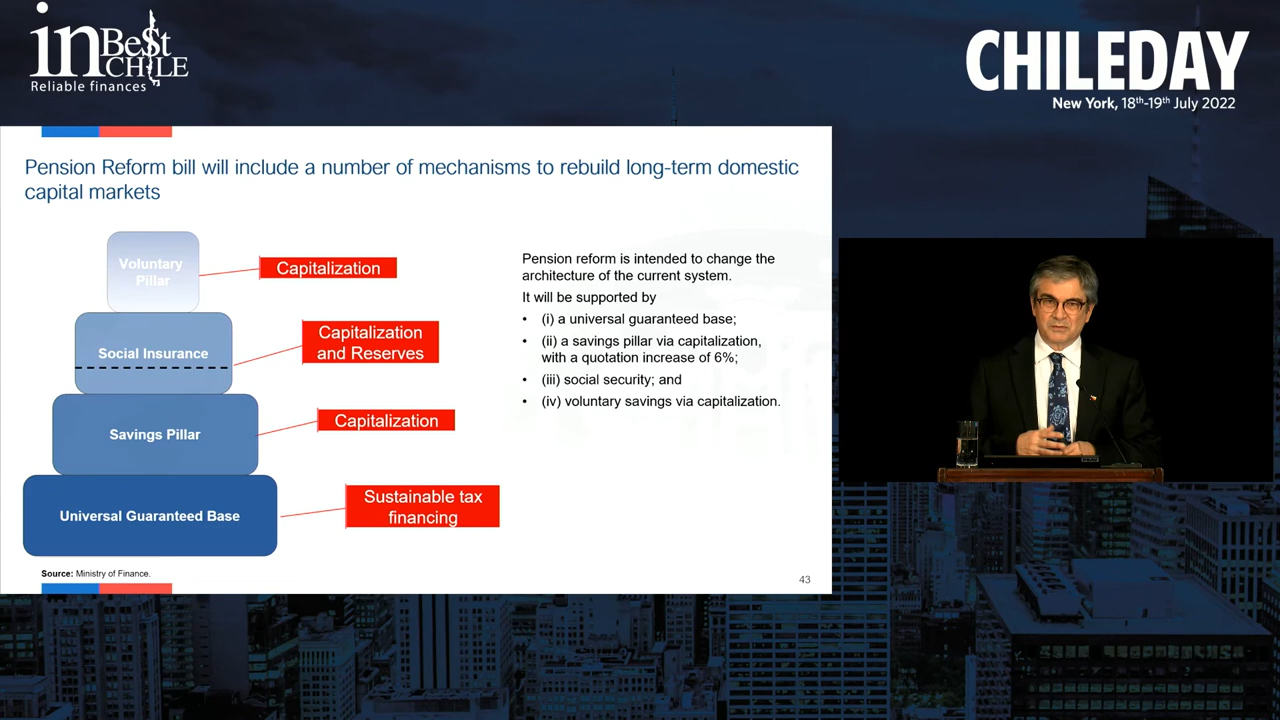 in BeSt
CHILE
Reliable finances
CHILEDAY
New York, 18th-19th July 2022
Pension Reform bill will include a number of mechanisms to rebuild long-term domestic
capital markets
Voluntary
Pillar
Capitalization
Social Insurance
Capitalization
and Reserves
Savings Pillar
Capitalization
Universal Guaranteed Base
Sustainable tax
financing
Pension reform is intended to change the
architecture of the current system.
It will be supported by
• (i) a universal guaranteed base;
• (ii) a savings pillar via capitalization,
with a quotation increase of 6%;
• (iii) social security; and
• (iv) voluntary savings via capitalization.
Source: Ministry of Finance.
43